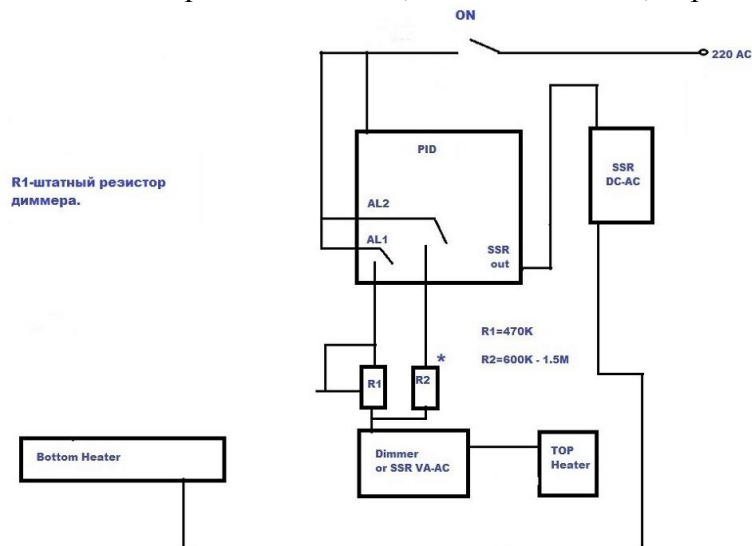 ON
220 AC
PID
SSR
DC-AC
R1-штатный резистор
диммера.
AL2
AL1
SSR
out
R1=470K
R2=600K - 1.5M
*
R1
R2
Bottom Heater
Dimmer
or SSR VA-AC
TOP
Heater